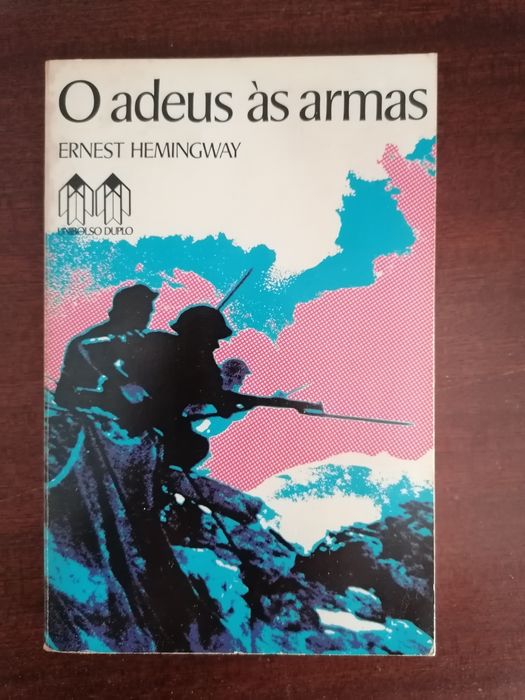 O adeus às armas
ERNEST HEMINGWAY
UNIBOLSO DUPLO